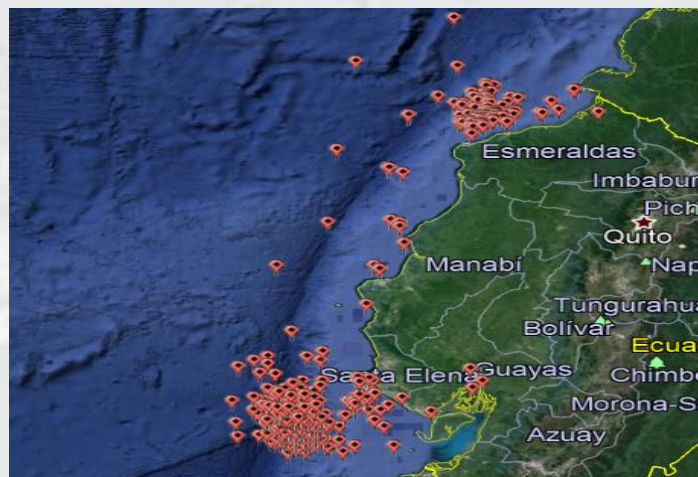 Esmeraldas
Imbabur
Pich
Quito
Manabí
Nap
Tungurahua
Bolívar
Ecua
Santa Elena
Guayas
Chimbo
Morona-S
Azuay